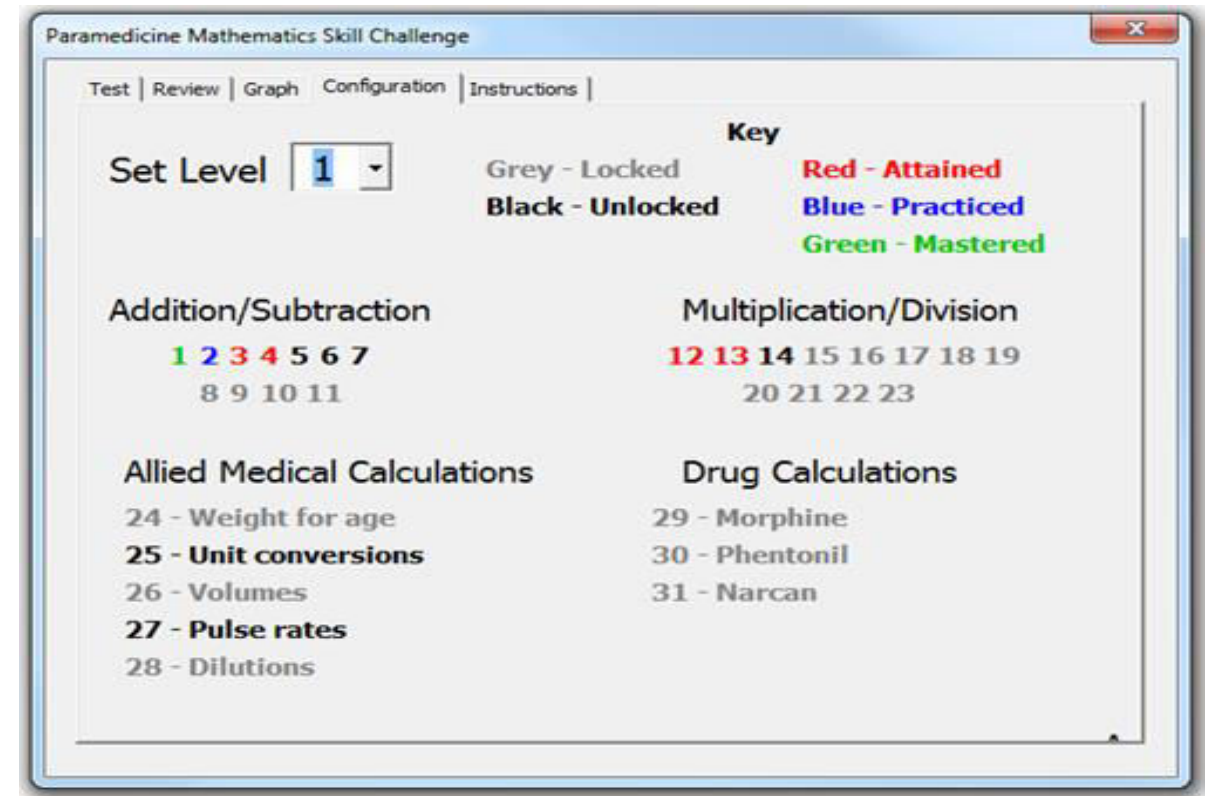 Paramedicine Mathematics Skill Challenge
Test | Review | Graph Configuration | Instructions |
Key
Set Level 1
Grey - Locked Red - Attained
Black - Unlocked Blue - Practiced
Green - Mastered
Addition/Subtraction
1 2 3 4 5 6 7
8 9 10 11
Multiplication/Division
12 13 14 15 16 17 18 19
20 21 22 23
Allied Medical Calculations
24 - Weight for age
25 - Unit conversions
26 - Volumes
27 - Pulse rates
28 - Dilutions
Drug Calculations
29 - Morphine
30 - Phentonil
31 - Narcan